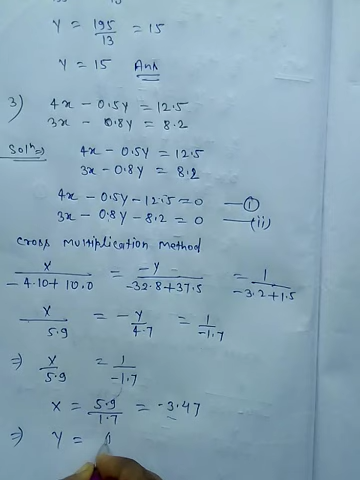 Y = 195/13 = 15
Y = 15 Ans
3) 4x - 0.5Y = 12.5
3x - 0.8Y = 8.2
Solⁿ⇒ 4x - 0.5Y = 12.5
3x - 0.8Y = 8.2
4x - 0.5Y - 12.5 = 0 —(i)
3x - 0.8Y - 8.2 = 0 —(ii)
cross multiplication method
x/(-4.10+10.0) = -Y/(-32.8+37.5) = 1/(-3.2+1.5)
x/5.9 = -Y/4.7 = 1/-1.7
⇒ x/5.9 = 1/-1.7
x = 5.9/1.7 = -3.47
⇒ Y =